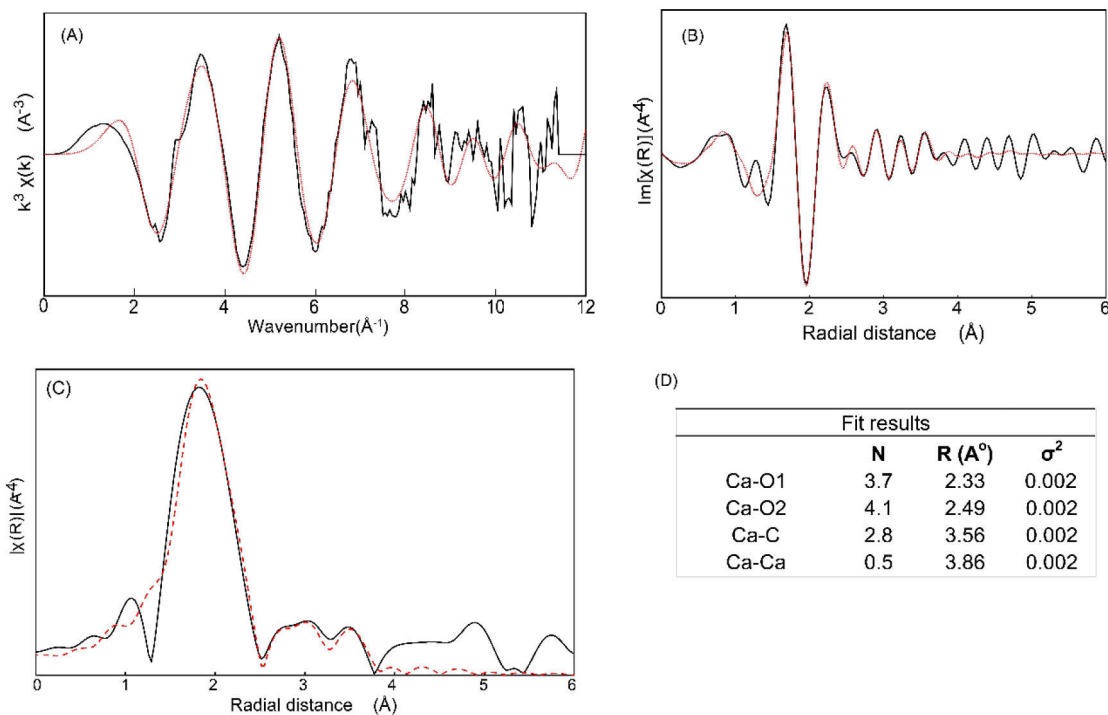 (A)
k³ χ(k) (A⁻³)
0 2 4 6 8 10 12
Wavenumber(Å⁻¹)
(B)
Im[χ(R)](A⁻⁴)
0 1 2 3 4 5 6
Radial distance (Å)
(C)
|χ(R)|(A⁻⁴)
0 1 2 3 4 5 6
Radial distance (Å)
(D)
Fit results
N R (A⁰) σ²
Ca-O1 3.7 2.33 0.002
Ca-O2 4.1 2.49 0.002
Ca-C 2.8 3.56 0.002
Ca-Ca 0.5 3.86 0.002